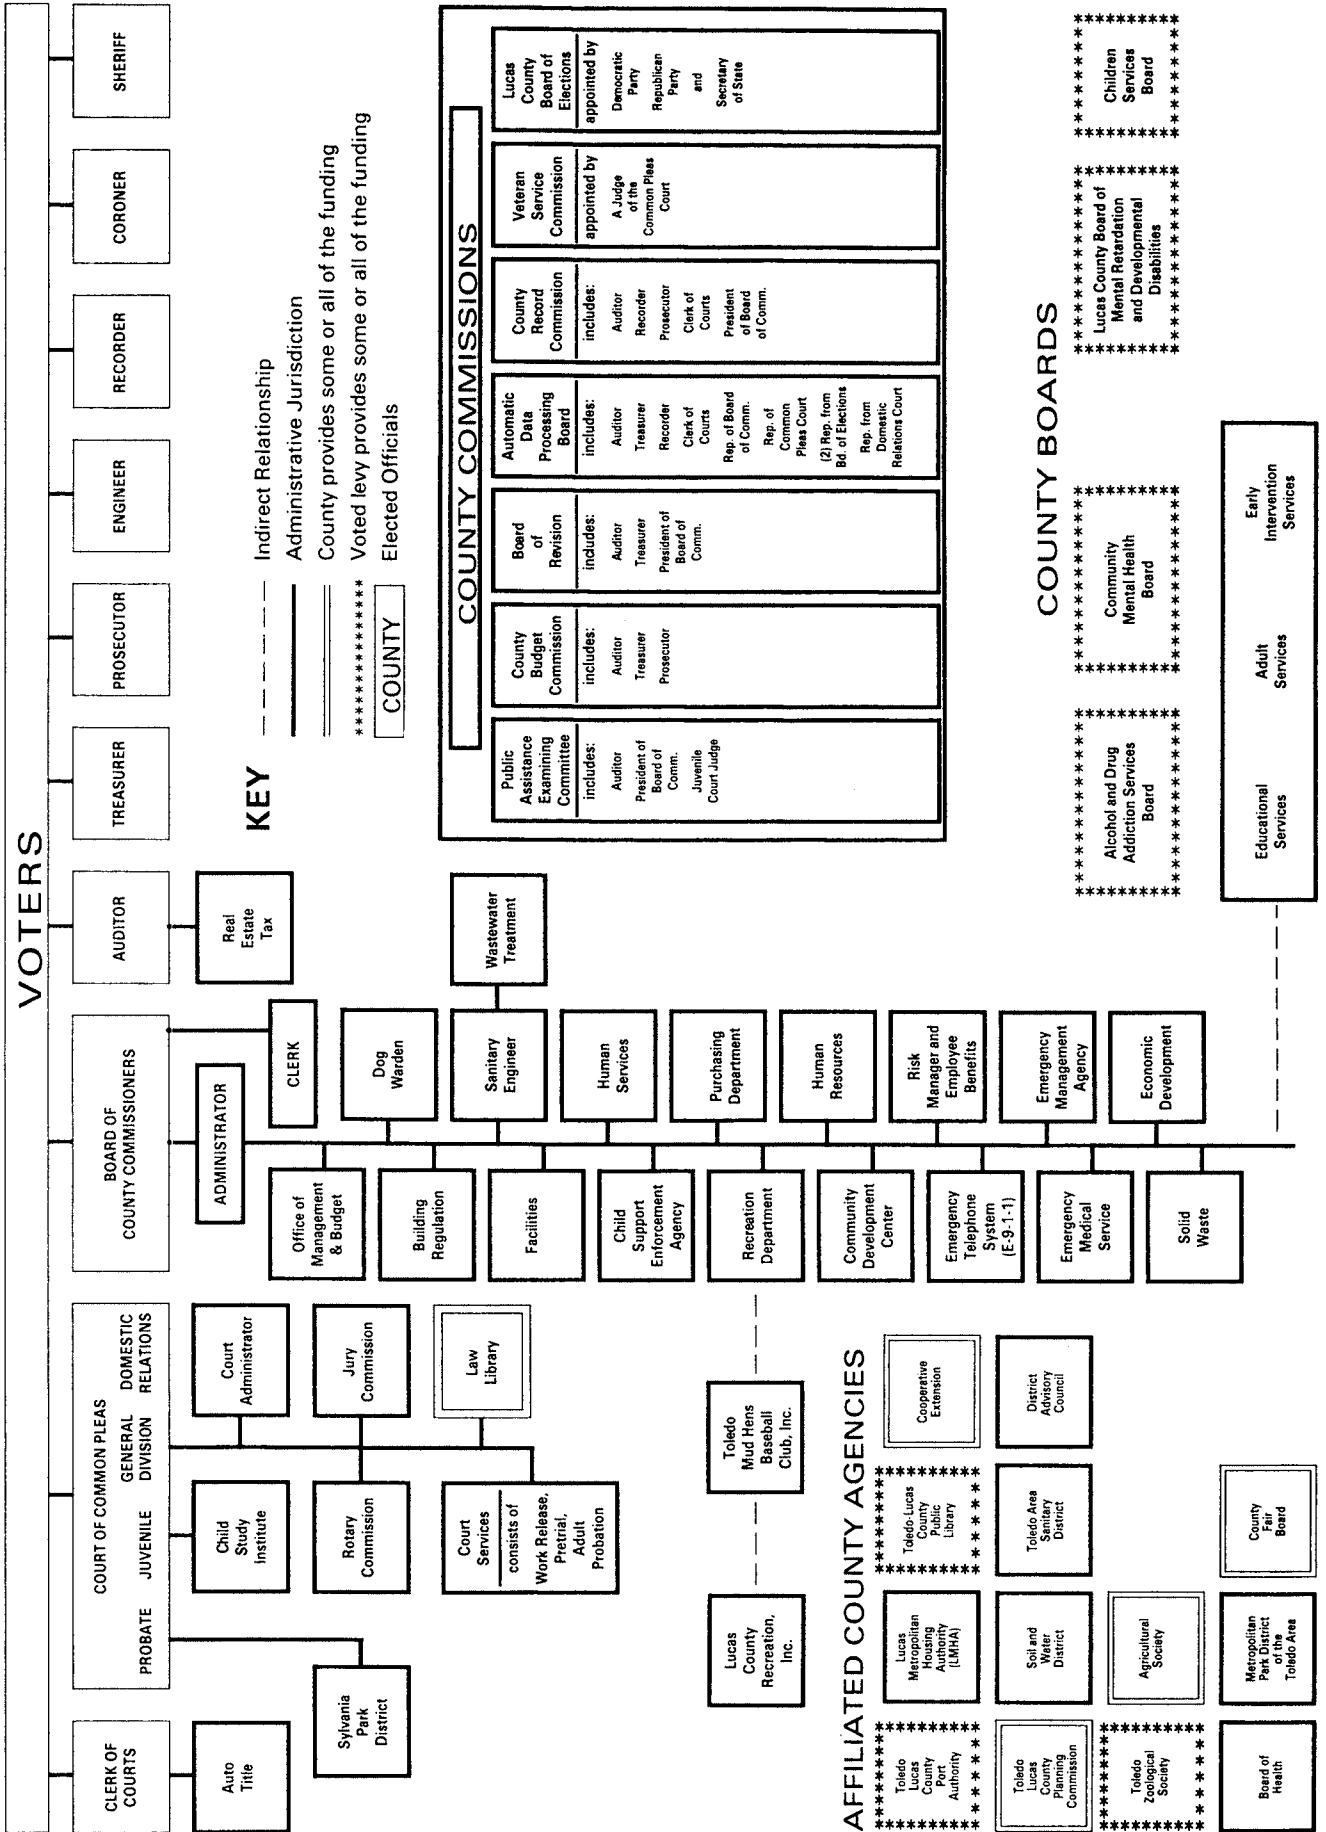 VOTERS
CLERK OF
COURTS
COURT OF COMMON PLEAS
PROBATE JUVENILE GENERAL DIVISION DOMESTIC RELATIONS
BOARD OF
COUNTY COMMISSIONERS
AUDITOR
TREASURER
PROSECUTOR
ENGINEER
RECORDER
CORONER
SHERIFF
Auto
Title
Sylvania
Park
District
Child
Study
Institute
Court
Administrator
Rotary
Commission
Jury
Commission
Court
Services
consists of
Work Release,
Pretrial,
Adult
Probation
Law
Library
ADMINISTRATOR
CLERK
Office of
Management
& Budget
Dog
Warden
Building
Regulation
Sanitary
Engineer
Wastewater
Treatment
Facilities
Human
Services
Child
Support
Enforcement
Agency
Purchasing
Department
Recreation
Department
Human
Resources
Community
Development
Center
Risk
Manager and
Employee
Benefits
Emergency
Telephone
System
(E-9-1-1)
Emergency
Management
Agency
Emergency
Medical
Service
Economic
Development
Solid
Waste
Real
Estate
Tax
Lucas
County
Recreation,
Inc.
Toledo
Mud Hens
Baseball
Club, Inc.
KEY
Indirect Relationship
Administrative Jurisdiction
County provides some or all of the funding
Voted levy provides some or all of the funding
COUNTY Elected Officials
COUNTY COMMISSIONS
Public
Assistance
Examining
Committee
includes:
Auditor
President of
Board of
Comm.
Juvenile
Court Judge
County
Budget
Commission
includes:
Auditor
Treasurer
Prosecutor
Board
of
Revision
includes:
Auditor
Treasurer
President of
Board of
Comm.
Automatic
Data
Processing
Board
includes:
Auditor
Treasurer
Recorder
Clerk of
Courts
Rep. of Board
of Comm.
Rep. of
Common
Pleas Court
(2) Rep. from
Bd. of Elections
Rep. from
Domestic
Relations Court
County
Record
Commission
includes:
Auditor
Recorder
Prosecutor
Clerk of
Courts
President
of Board
of Comm.
Veteran
Service
Commission
appointed by
A Judge
of the
Common Pleas
Court
Lucas
County
Board of
Elections
appointed by
Democratic
Party
Republican
Party
and
Secretary
of State
AFFILIATED COUNTY AGENCIES
Toledo
Lucas
County
Port
Authority
Lucas
Metropolitan
Housing
Authority
(LMHA)
Toledo-Lucas
County
Public
Library
Cooperative
Extension
Toledo
Lucas
County
Planning
Commission
Soil and
Water
District
Toledo Area
Sanitary
District
District
Advisory
Council
Toledo
Zoological
Society
Agricultural
Society
Board of
Health
Metropolitan
Park District
of the
Toledo Area
County
Fair
Board
COUNTY BOARDS
Alcohol and Drug
Addiction Services
Board
Community
Mental Health
Board
Lucas County Board of
Mental Retardation
and Developmental
Disabilities
Children
Services
Board
Educational
Services
Adult
Services
Early
Intervention
Services